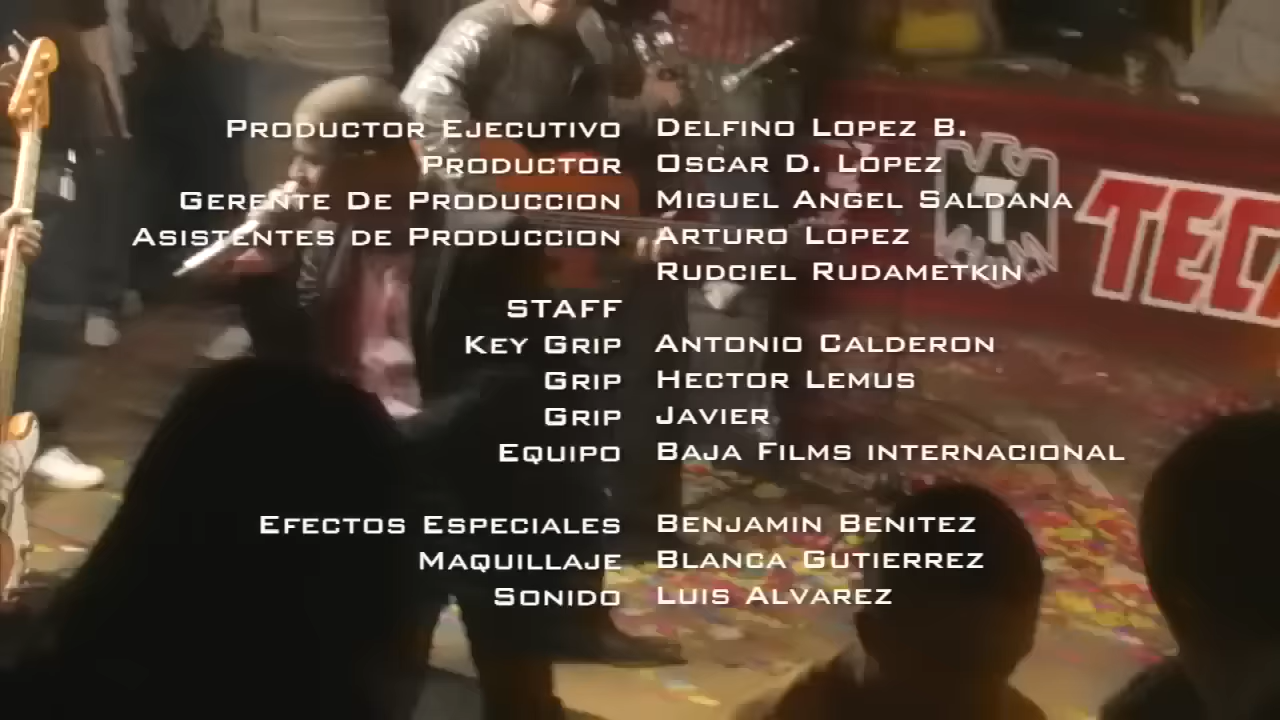 Productor Ejecutivo Delfino Lopez B.
Productor Oscar D. Lopez
Gerente De Produccion Miguel Angel Saldana
Asistentes de Produccion Arturo Lopez
Rudciel Rudametkin
STAFF
Key Grip Antonio Calderon
Grip Hector Lemus
Grip Javier
Equipo Baja Films internacional
Efectos Especiales Benjamin Benitez
Maquillaje Blanca Gutierrez
Sonido Luis Alvarez
T
TECA